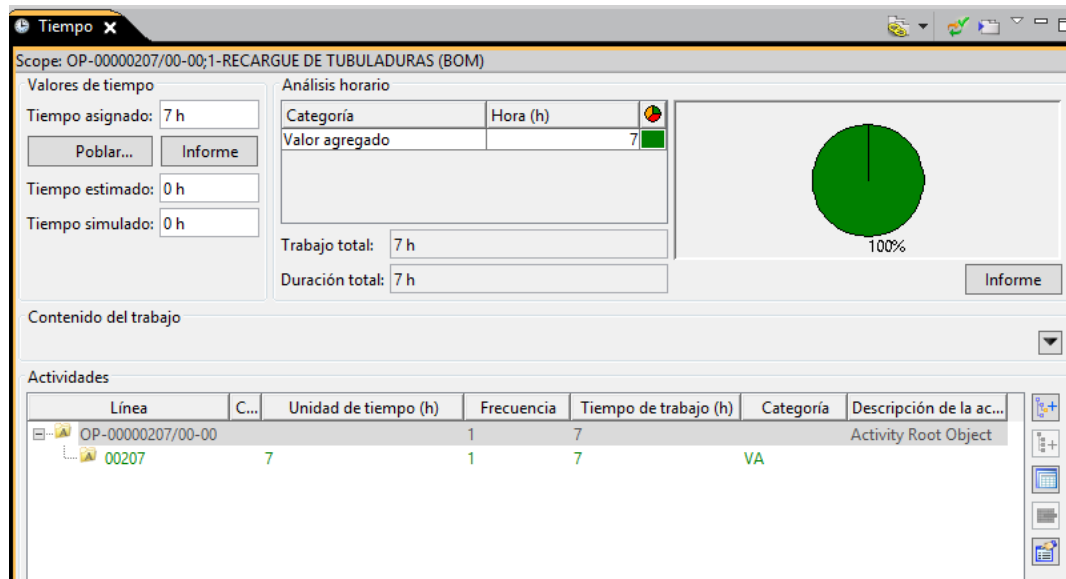 Tiempo
Scope: OP-00000207/00-00;1-RECARGUE DE TUBULADURAS (BOM)
Valores de tiempo
Tiempo asignado: 7 h
Poblar... Informe
Tiempo estimado: 0 h
Tiempo simulado: 0 h
Análisis horario
Categoría Hora (h)
Valor agregado 7
Trabajo total: 7 h
Duración total: 7 h
100%
Informe
Contenido del trabajo
Actividades
Línea C... Unidad de tiempo (h) Frecuencia Tiempo de trabajo (h) Categoría Descripción de la ac...
OP-00000207/00-00 1 7 Activity Root Object
00207 7 1 7 VA